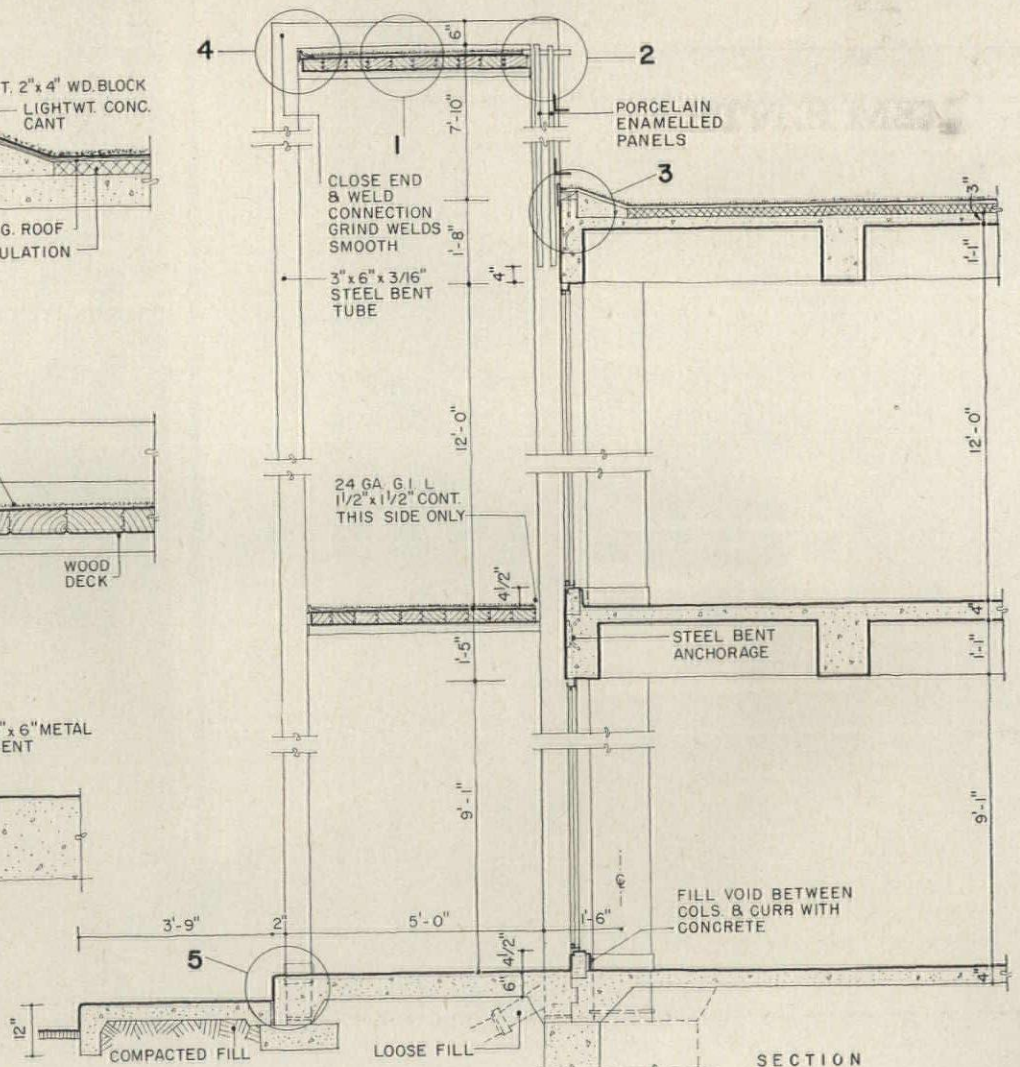 4
2
1
3
5
T. 2"x 4" WD. BLOCK
LIGHTWT. CONC.
CANT
G. ROOF
ULATION
WOOD
DECK
"x 6" METAL
ENT
CLOSE END
& WELD
CONNECTION
GRIND WELDS
SMOOTH
3" x 6" x 3/16"
STEEL BENT
TUBE
PORCELAIN
ENAMELLED
PANELS
6"
7'-10"
1'-8"
4"
12'-0"
24 GA. G.I. L
1 1/2" x 1 1/2" CONT.
THIS SIDE ONLY
4 1/2"
1'-5"
9'-1"
3"
1'-1"
12'-0"
4"
1'-1"
9'-1"
4"
STEEL BENT
ANCHORAGE
℄
FILL VOID BETWEEN
COLS. & CURB WITH
CONCRETE
3'-9"
2"
5'-0"
1'-6"
4 1/2"
6"
12"
COMPACTED FILL
LOOSE FILL
SECTION